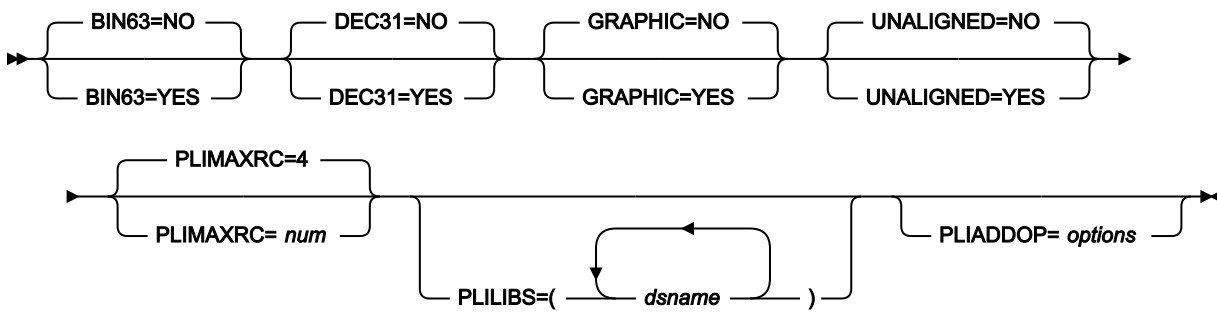 BIN63=NO DEC31=NO GRAPHIC=NO UNALIGNED=NO
BIN63=YES DEC31=YES GRAPHIC=YES UNALIGNED=YES
PLIMAXRC=4
PLIMAXRC= num PLIADDOP= options
PLILIBS=( dsname )